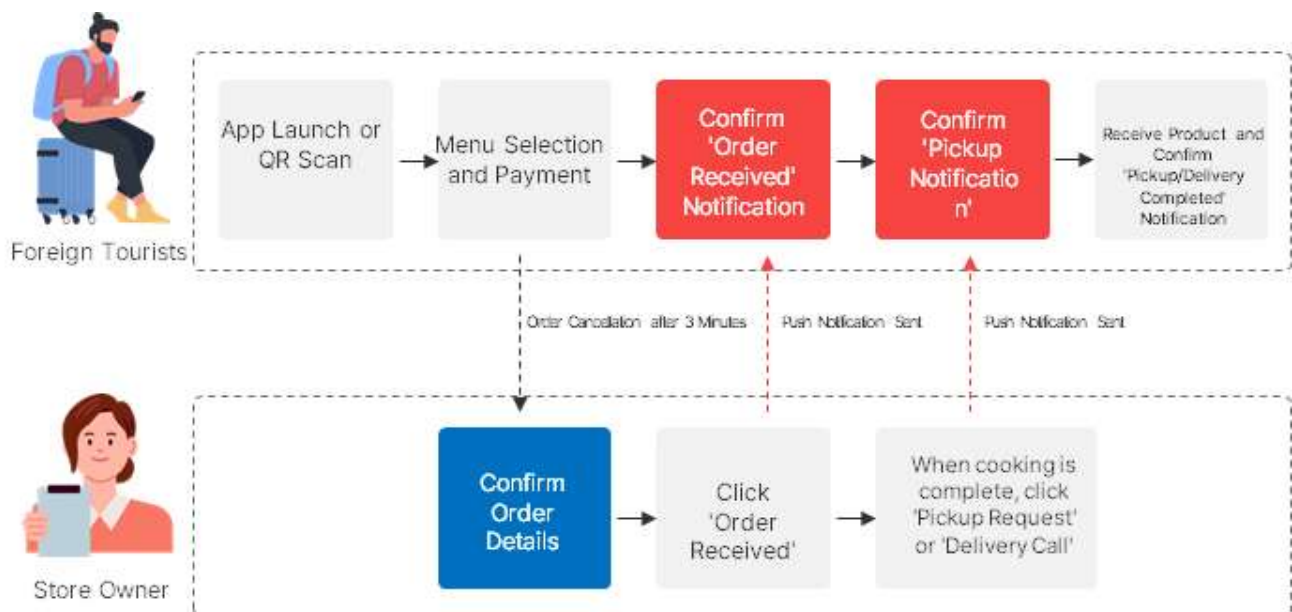 App Launch or
QR Scan
Menu Selection
and Payment
Confirm
'Order
Received'
Notification
Confirm
'Pickup
Notificatio
n'
Receive Product and
Confirm
'Pickup/Delivery
Completed'
Notification
Foreign Tourists
Order Cancellation after 3 Minutes
Push Notification Sent
Push Notification Sent
Confirm
Order
Details
Click
'Order
Received'
When cooking is
complete, click
'Pickup Request'
or 'Delivery Call'
Store Owner